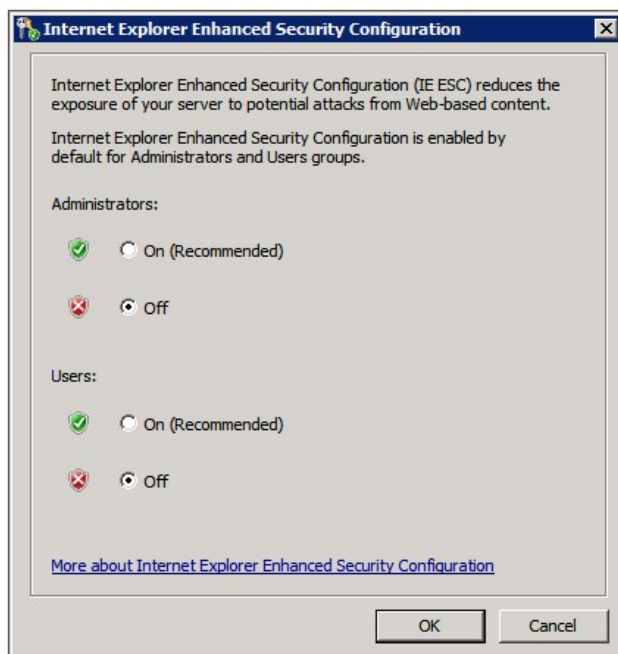 Internet Explorer Enhanced Security Configuration
Internet Explorer Enhanced Security Configuration (IE ESC) reduces the
exposure of your server to potential attacks from Web-based content.
Internet Explorer Enhanced Security Configuration is enabled by
default for Administrators and Users groups.
Administrators:
On (Recommended)
Off
Users:
On (Recommended)
Off
More about Internet Explorer Enhanced Security Configuration
OK Cancel